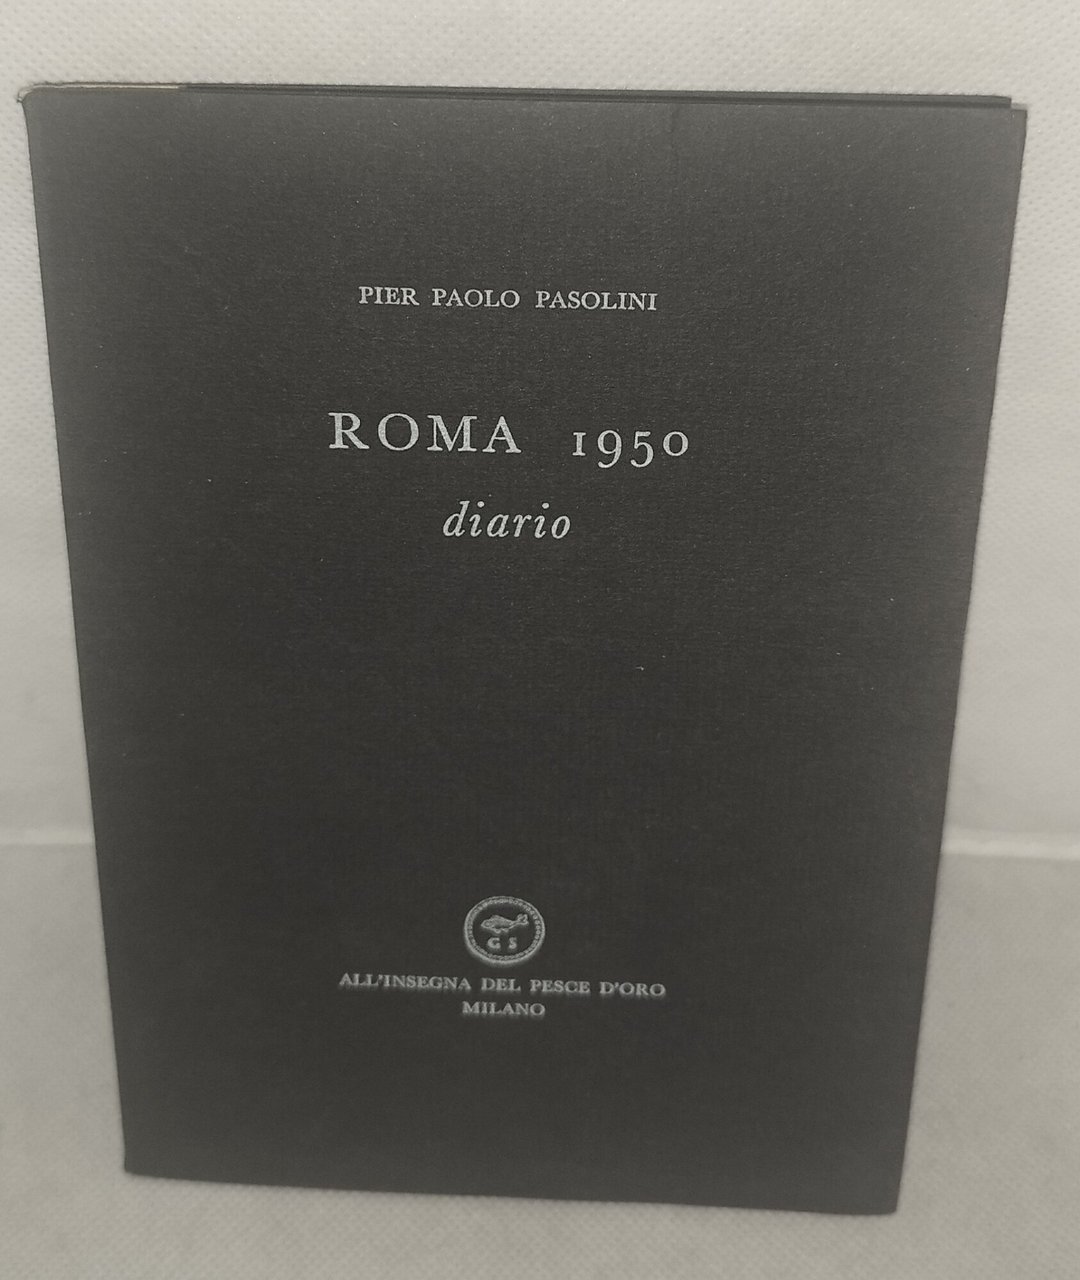 PIER PAOLO PASOLINI
ROMA 1950
diario
G S
ALL'INSEGNA DEL PESCE D'ORO
MILANO